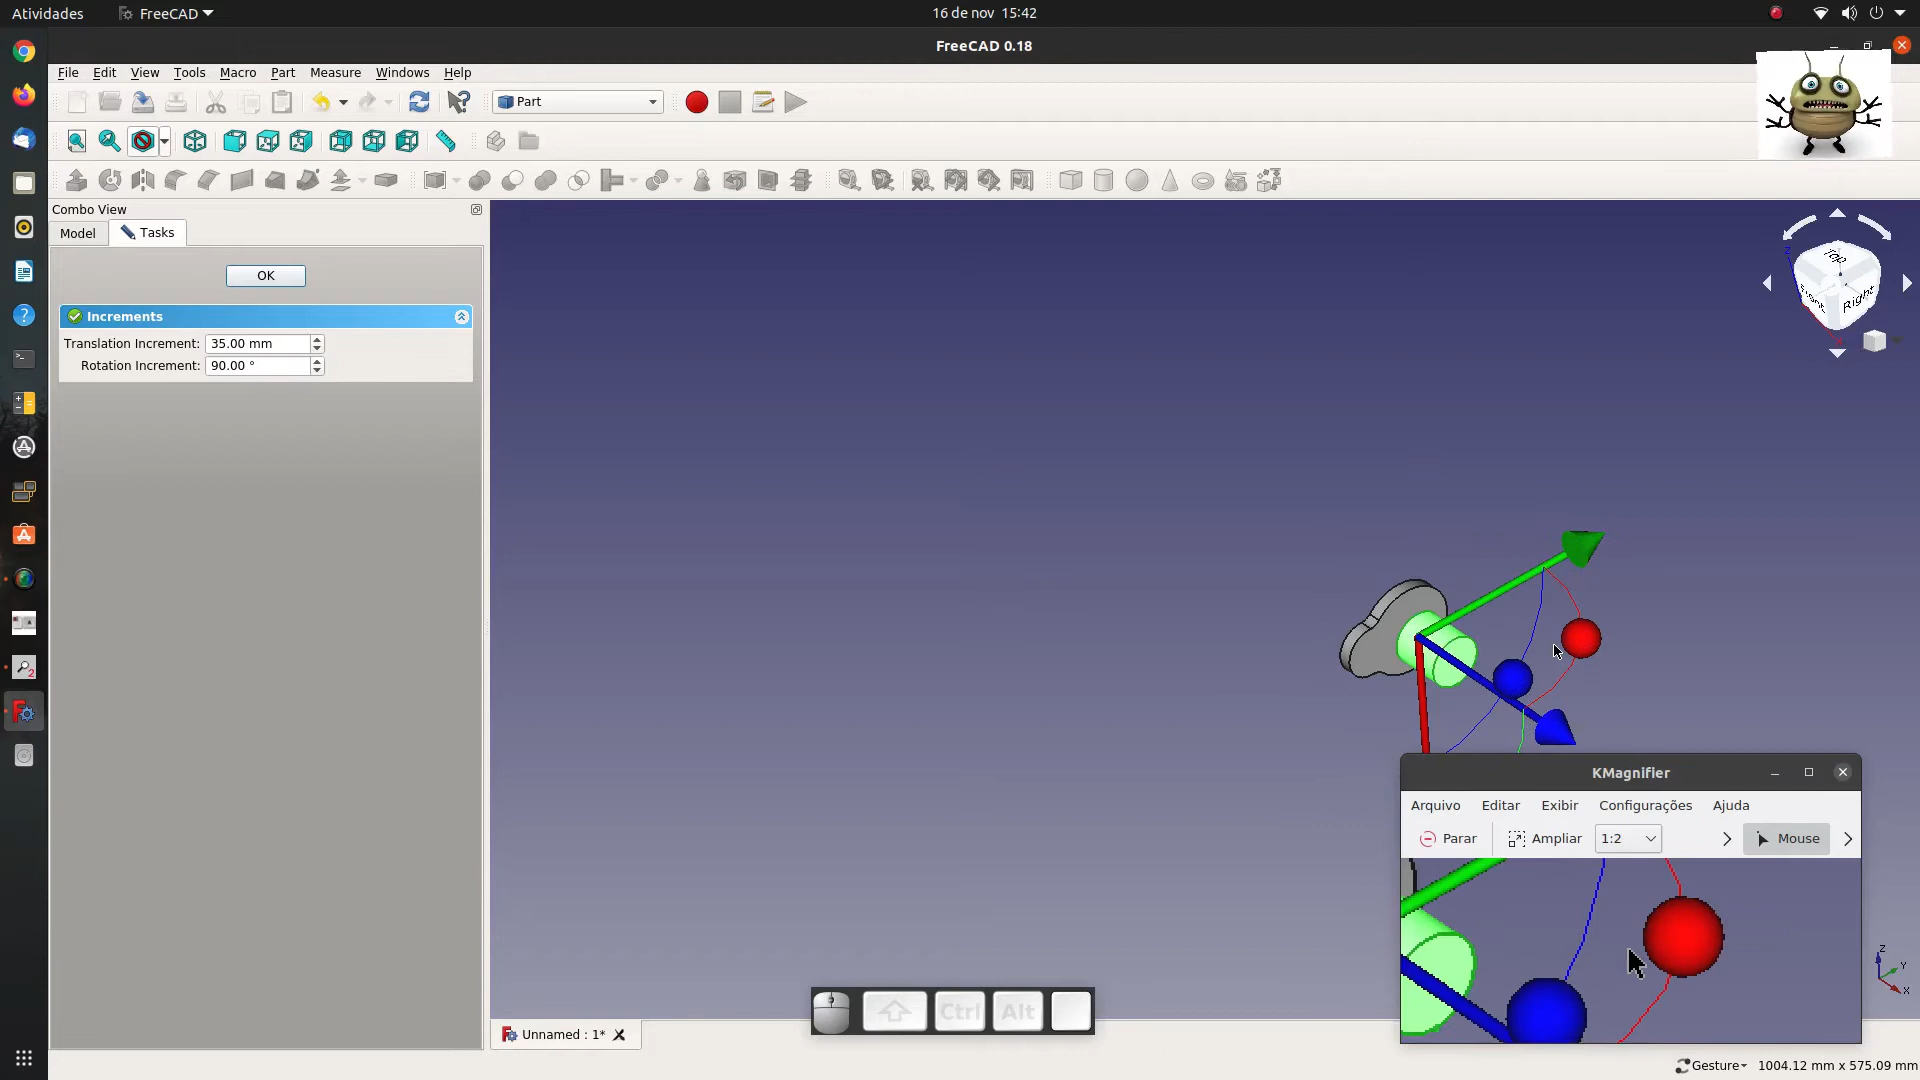 Atividades
FreeCAD
16 de nov 15:42
FreeCAD 0.18
File Edit View Tools Macro Part Measure Windows Help
Part
Combo View
Model
Tasks
OK
Increments
Translation Increment: 35.00 mm
Rotation Increment: 90.00 °
Top
Front
Right
Z
KMagnifier
Arquivo Editar Exibir Configurações Ajuda
Parar
Ampliar
1:2
Mouse
Ctrl
Alt
Z
Y
X
Unnamed : 1*
Gesture
1004.12 mm x 575.09 mm